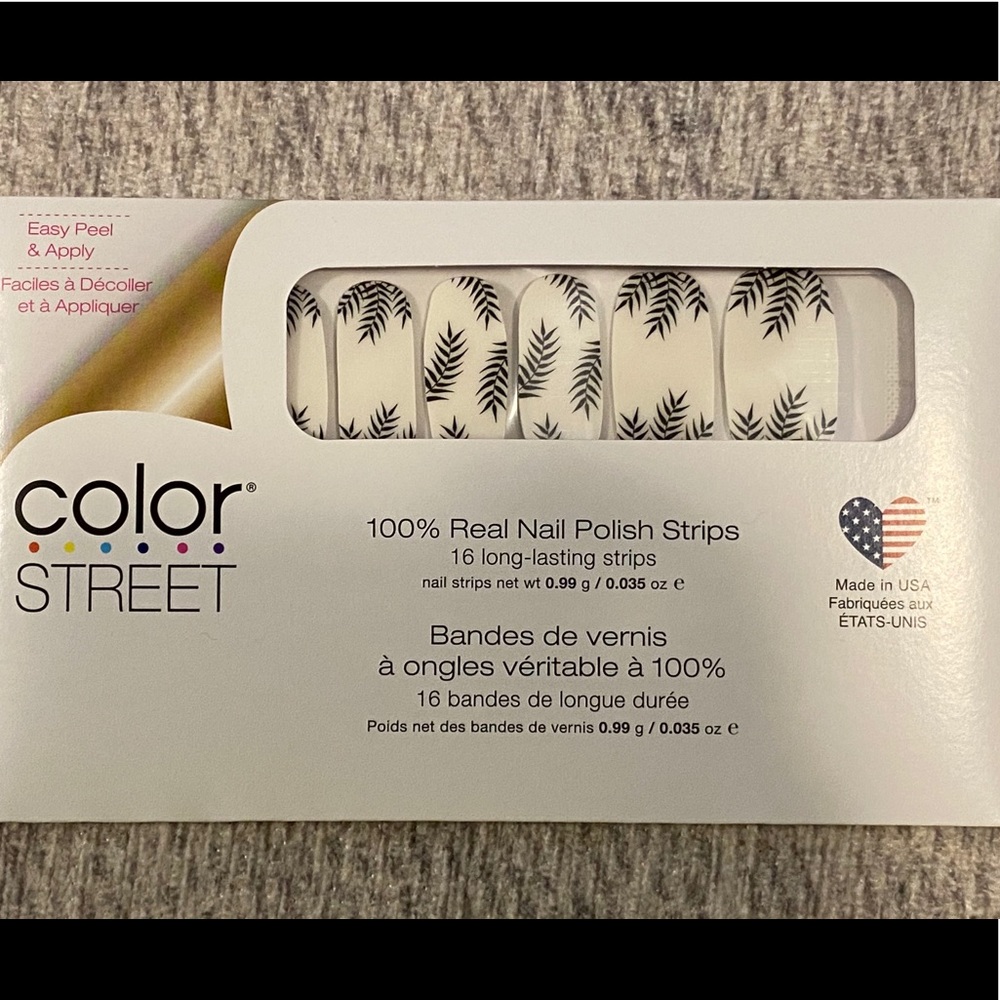 Easy Peel
& Apply
Faciles à Décoller
et à Appliquer
color®
STREET
100% Real Nail Polish Strips
16 long-lasting strips
nail strips net wt 0.99 g / 0.035 oz ℮
Bandes de vernis
à ongles véritable à 100%
16 bandes de longue durée
Poids net des bandes de vernis 0.99 g / 0.035 oz ℮
™
Made in USA
Fabriquées aux
ÉTATS-UNIS